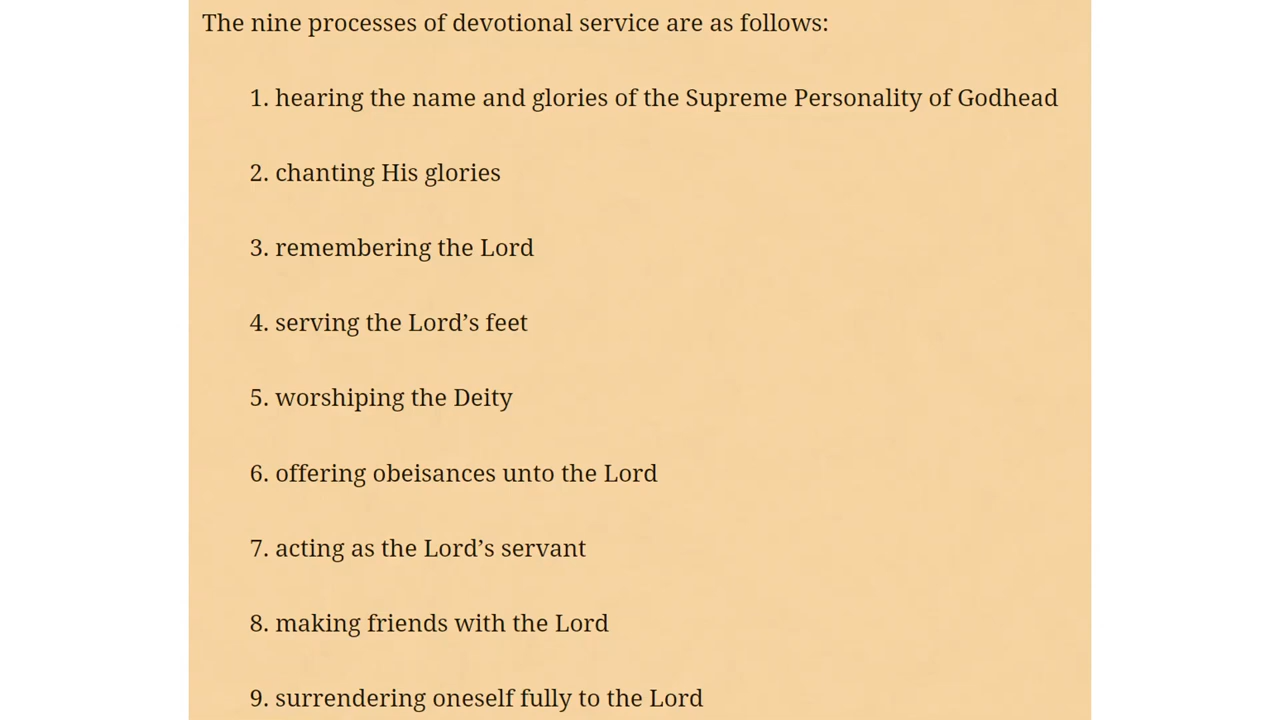 The nine processes of devotional service are as follows:
1. hearing the name and glories of the Supreme Personality of Godhead
2. chanting His glories
3. remembering the Lord
4. serving the Lord’s feet
5. worshiping the Deity
6. offering obeisances unto the Lord
7. acting as the Lord’s servant
8. making friends with the Lord
9. surrendering oneself fully to the Lord